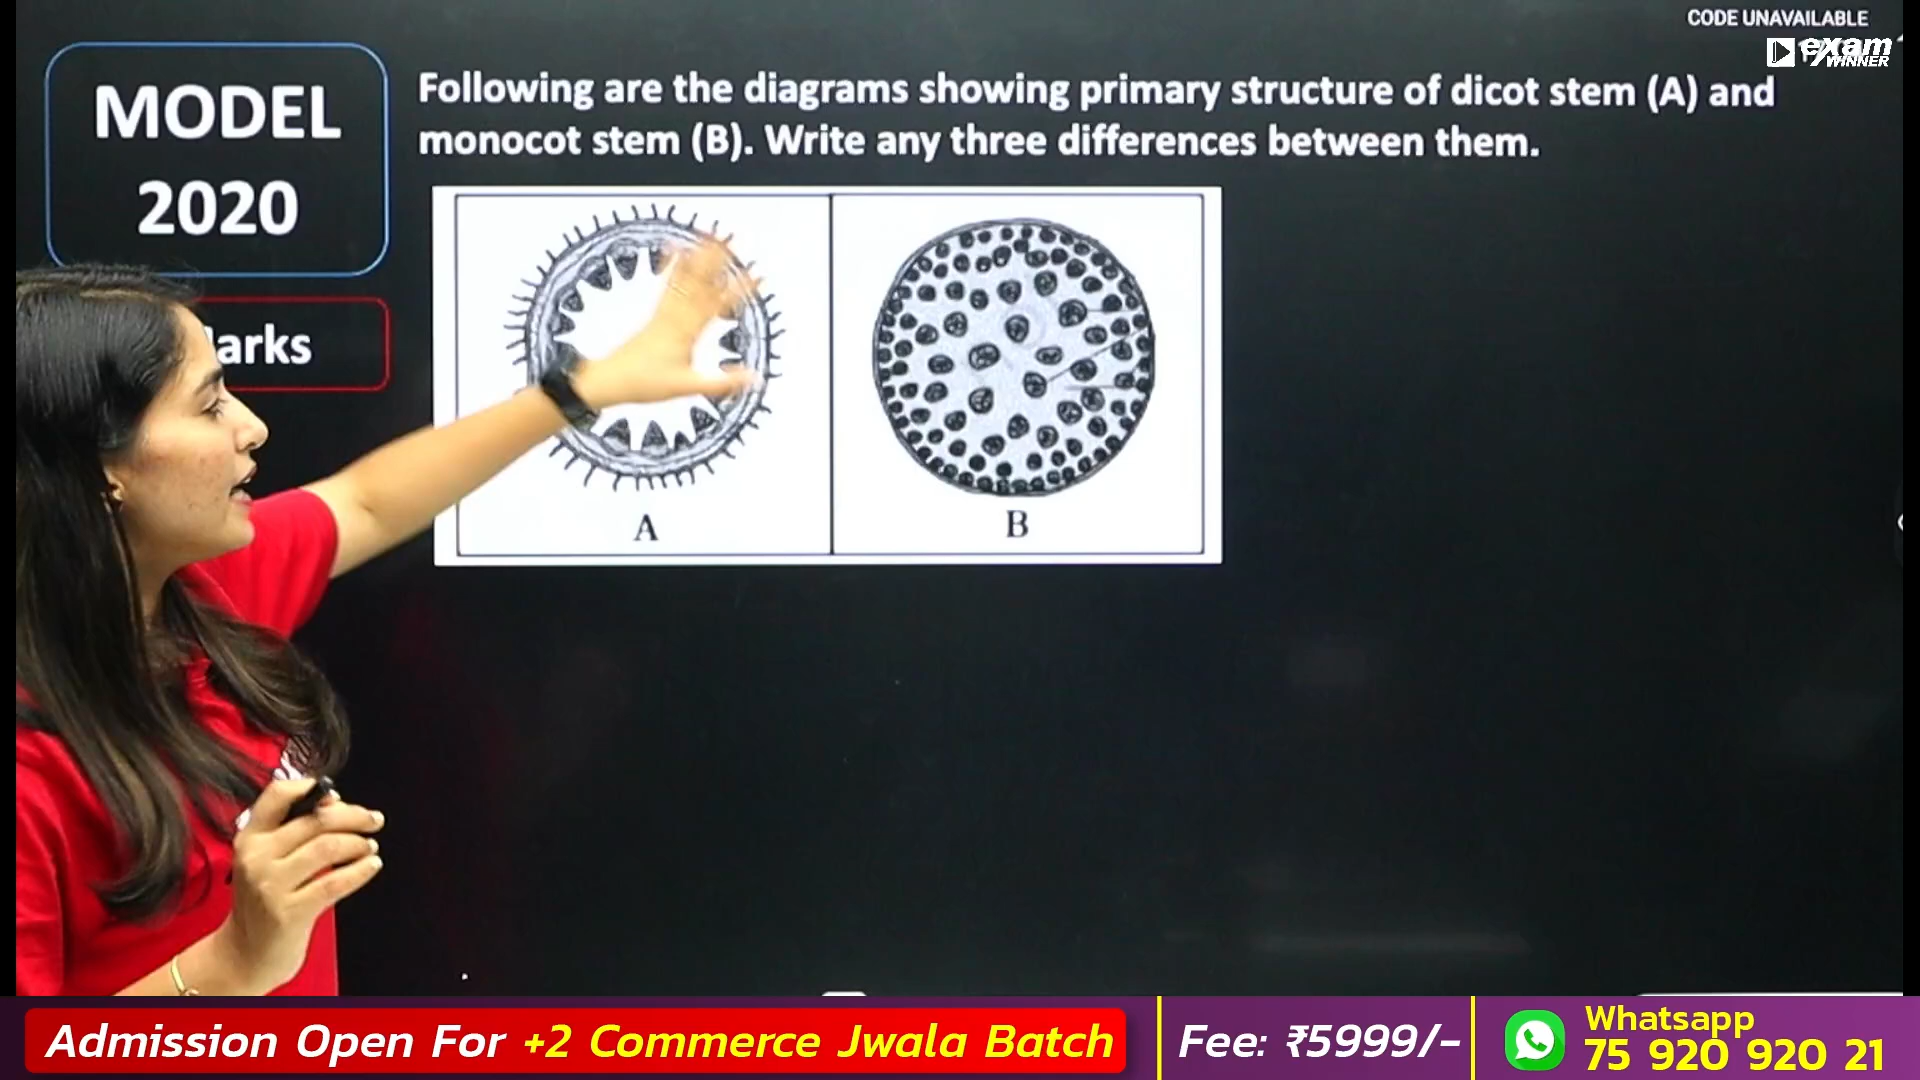 CODE UNAVAILABLE
exam
WINNER
MODEL
2020
Following are the diagrams showing primary structure of dicot stem (A) and
monocot stem (B). Write any three differences between them.
A
B
Admission Open For +2 Commerce Jwala Batch
Fee: ₹5999/-
Whatsapp
75 920 920 21